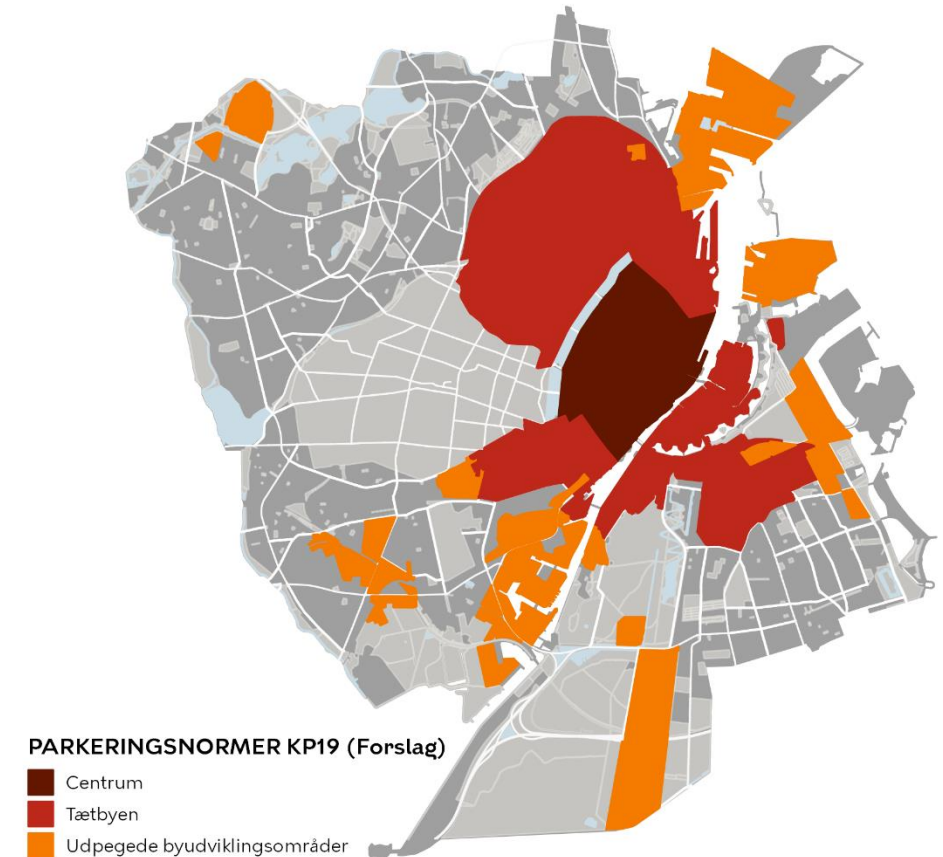 PARKERINGSNORMER KP19 (Forslag)
Centrum
Tætbyen
Udpegede byudviklingsområder